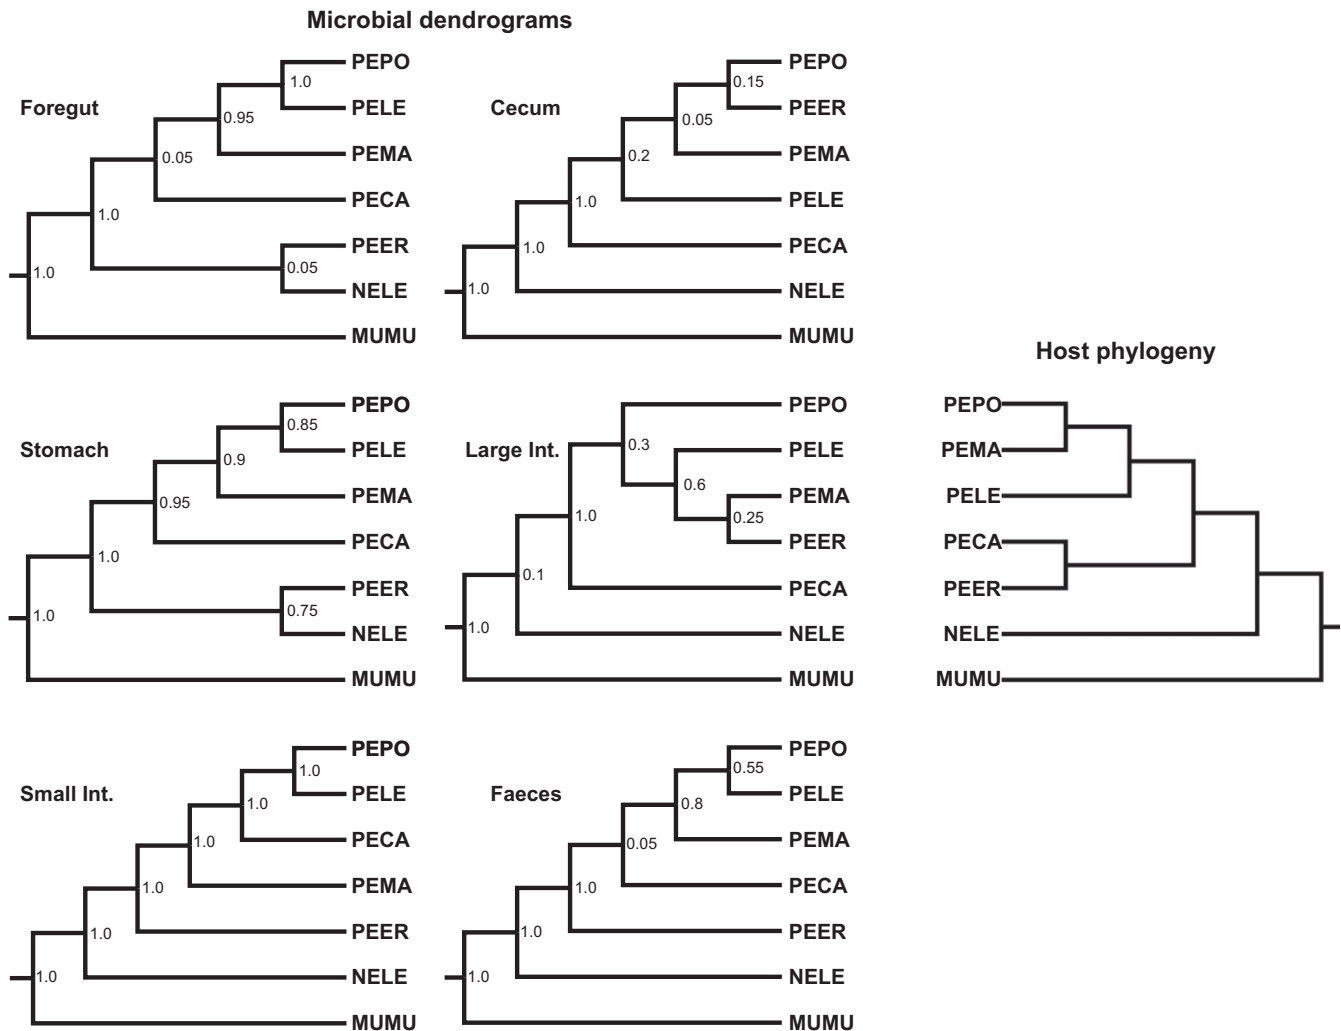 Microbial dendrograms
Foregut
PEPO
PELE
PEMA
PECA
PEER
NELE
MUMU
1.0
0.95
0.05
1.0
0.05
1.0
Cecum
PEPO
PEER
PEMA
PELE
PECA
NELE
MUMU
0.15
0.05
0.2
1.0
1.0
1.0
Stomach
PEPO
PELE
PEMA
PECA
PEER
NELE
MUMU
0.85
0.9
0.95
1.0
0.75
1.0
Large Int.
PEPO
PELE
PEMA
PEER
PECA
NELE
MUMU
0.3
0.6
0.25
1.0
0.1
1.0
Small Int.
PEPO
PELE
PECA
PEMA
PEER
NELE
MUMU
1.0
1.0
1.0
1.0
1.0
1.0
Faeces
PEPO
PELE
PEMA
PECA
PEER
NELE
MUMU
0.55
0.8
0.05
1.0
1.0
1.0
Host phylogeny
PEPO
PEMA
PELE
PECA
PEER
NELE
MUMU